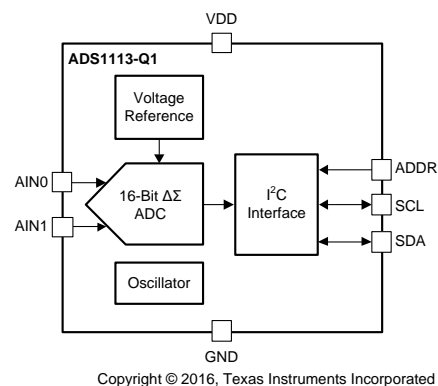 VDD
ADS1113-Q1
Voltage
Reference
AIN0
AIN1
16-Bit ΔΣ
ADC
I²C
Interface
ADDR
SCL
SDA
Oscillator
GND
Copyright © 2016, Texas Instruments Incorporated